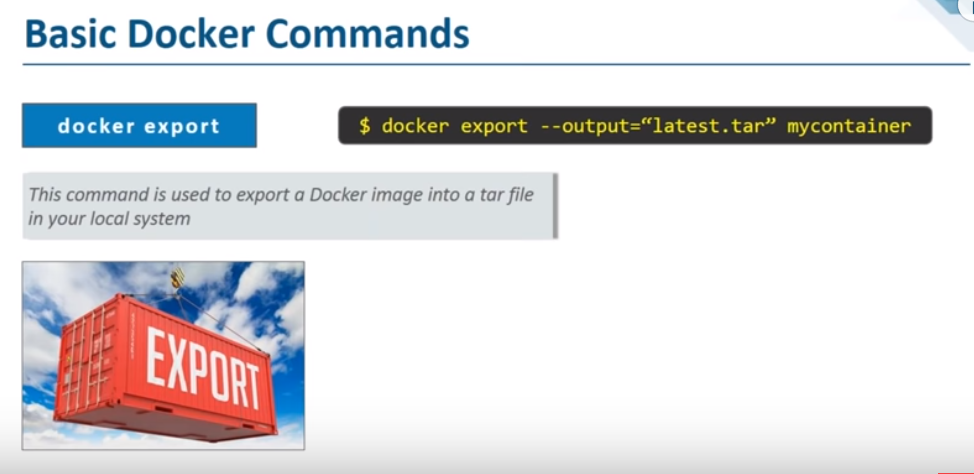 Basic Docker Commands
docker export
$ docker export --output=“latest.tar” mycontainer
This command is used to export a Docker image into a tar file
in your local system
EXPORT